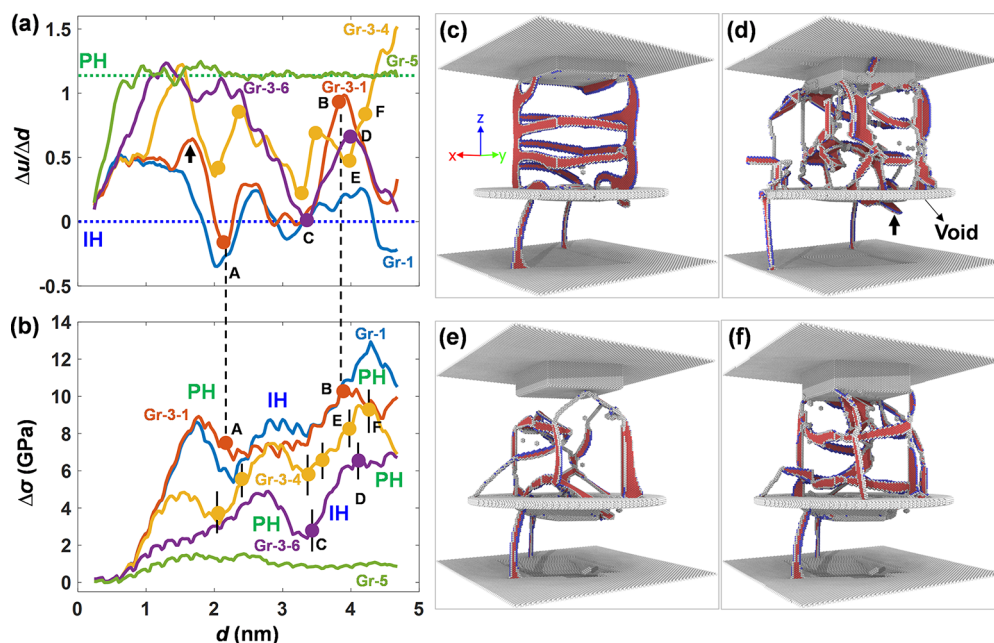 (a)
1.5
1
0.5
0
-0.5
Δu/Δd
PH
IH
Gr-3-4
Gr-5
Gr-3-6
Gr-3-1
B
F
D
E
C
A
Gr-1
(b)
14
12
10
8
6
4
2
0
Δσ (GPa)
Gr-1
PH
IH
B
PH
Gr-3-1
A
E
F
Gr-3-4
D
PH
PH
IH
Gr-3-6
C
Gr-5
0 1 2 3 4 5
d (nm)
(c)
z
x y
(d)
Void
(e)
(f)